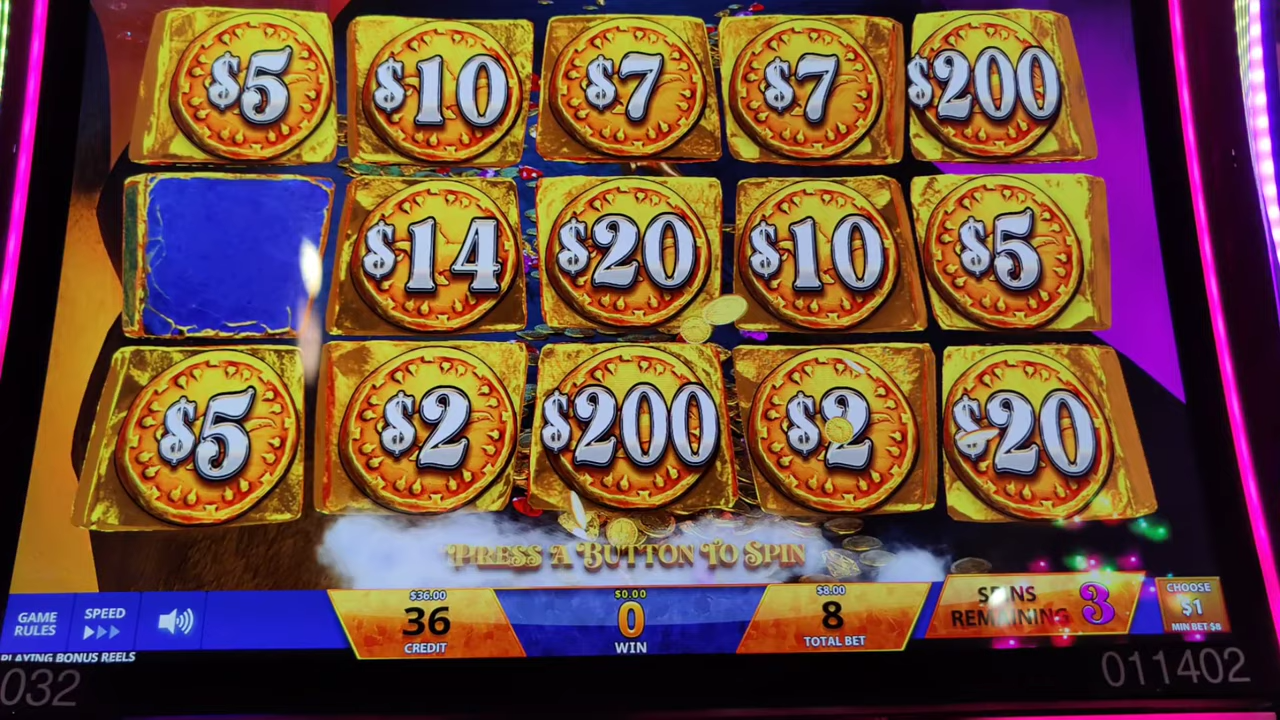 $5 $10 $7 $7 $200
$14 $20 $10 $5
$5 $2 $200 $2 $20
PRESS A BUTTON TO SPIN
GAME RULES
SPEED
$36.00
36
CREDIT
$0.00
0
WIN
$8.00
8
TOTAL BET
SPINS
REMAINING 3
CHOOSE
$1
MIN BET $8
PLAYING BONUS REELS
032
011402